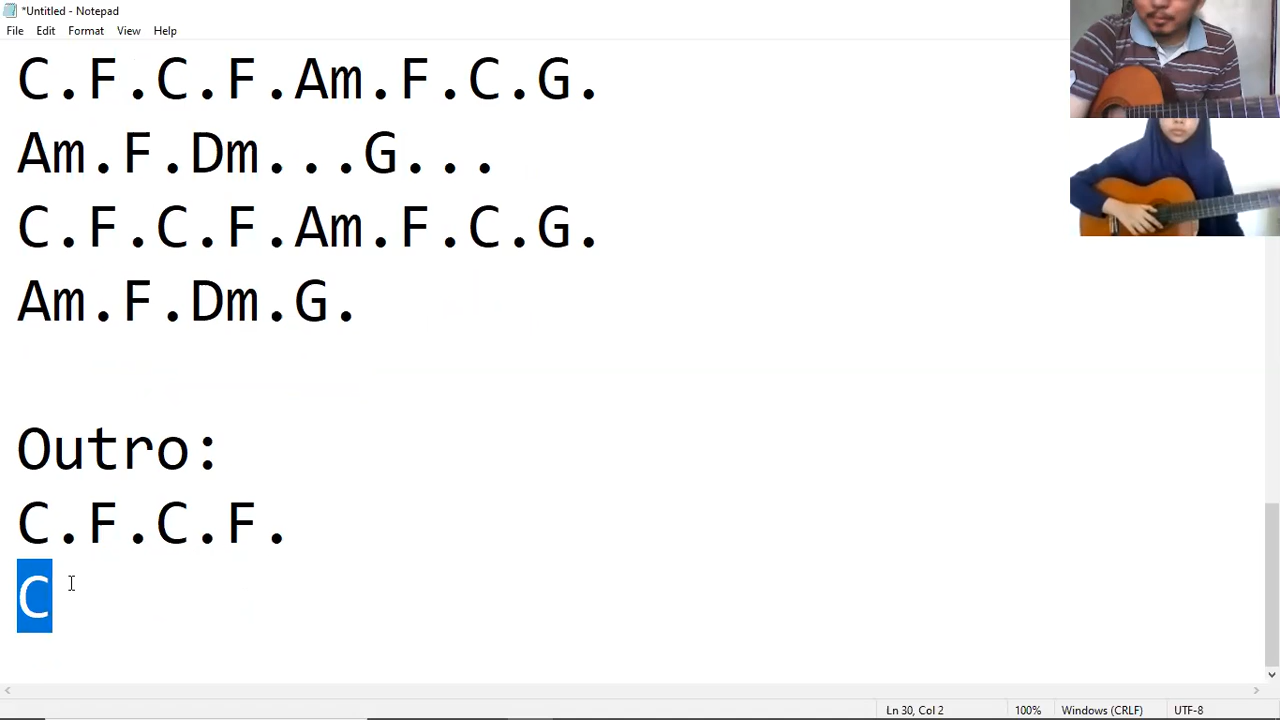 *Untitled - Notepad
File Edit Format View Help
C.F.C.F.Am.F.C.G.
Am.F.Dm...G...
C.F.C.F.Am.F.C.G.
Am.F.Dm.G.
Outro:
C.F.C.F.
C
Ln 30, Col 2 100% Windows (CRLF) UTF-8